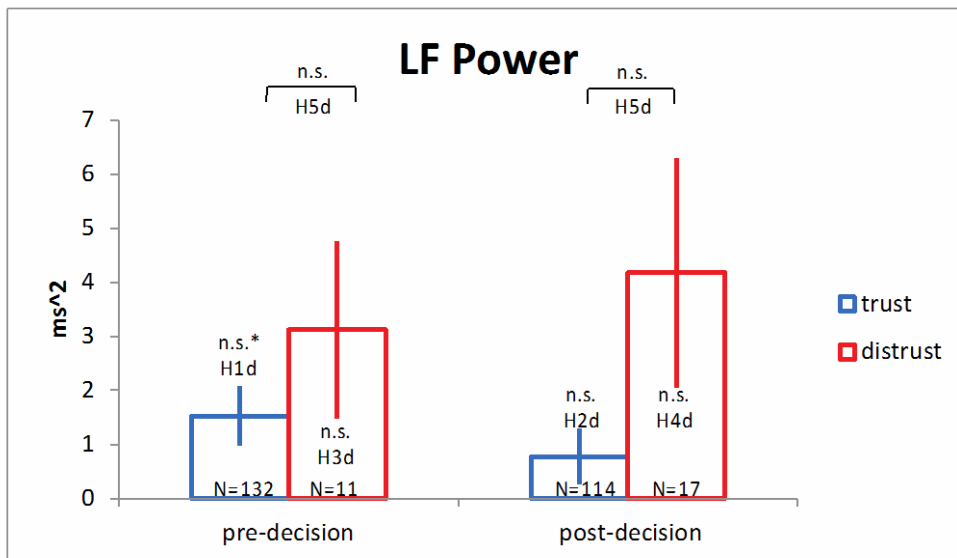 LF Power
n.s.
H5d
n.s.
H5d
7
6
5
4
3
2
1
0
ms^2
n.s.*
H1d
n.s.
H3d
n.s.
H2d
n.s.
H4d
N=132
N=11
N=114
N=17
pre-decision
post-decision
trust
distrust